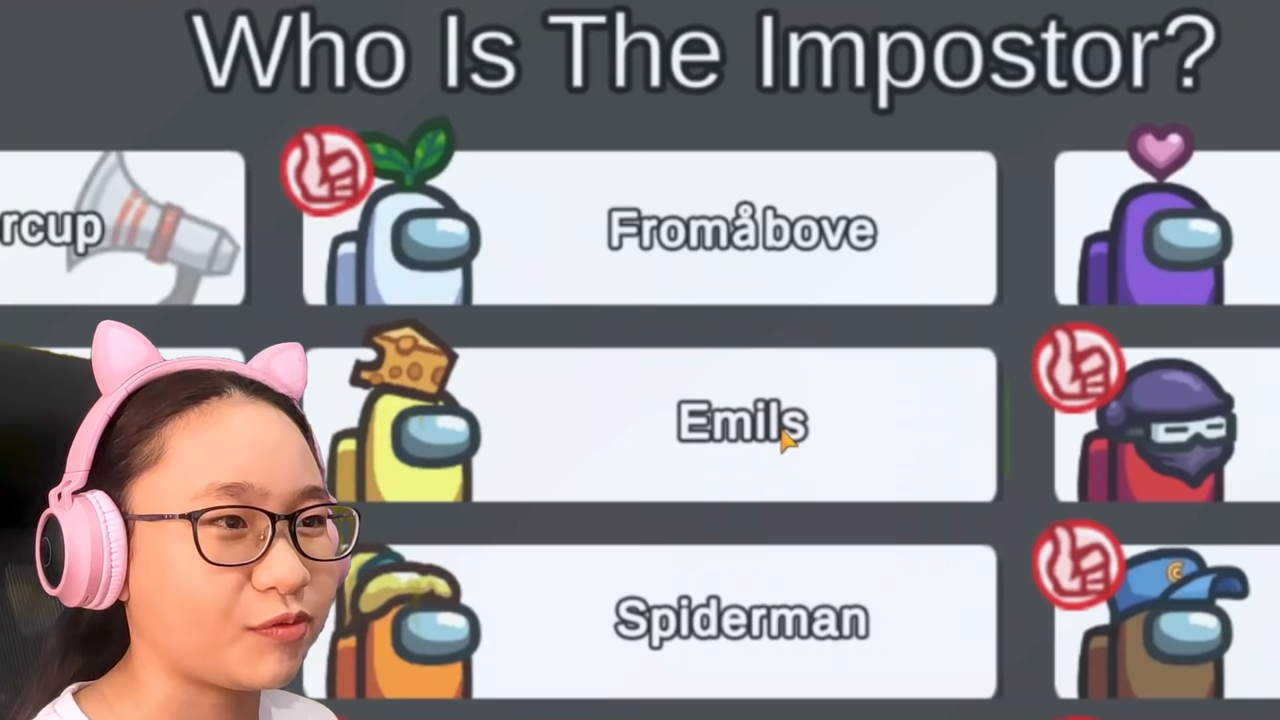 Who Is The Impostor?
rcup
Fromåbove
Emils
Spiderman